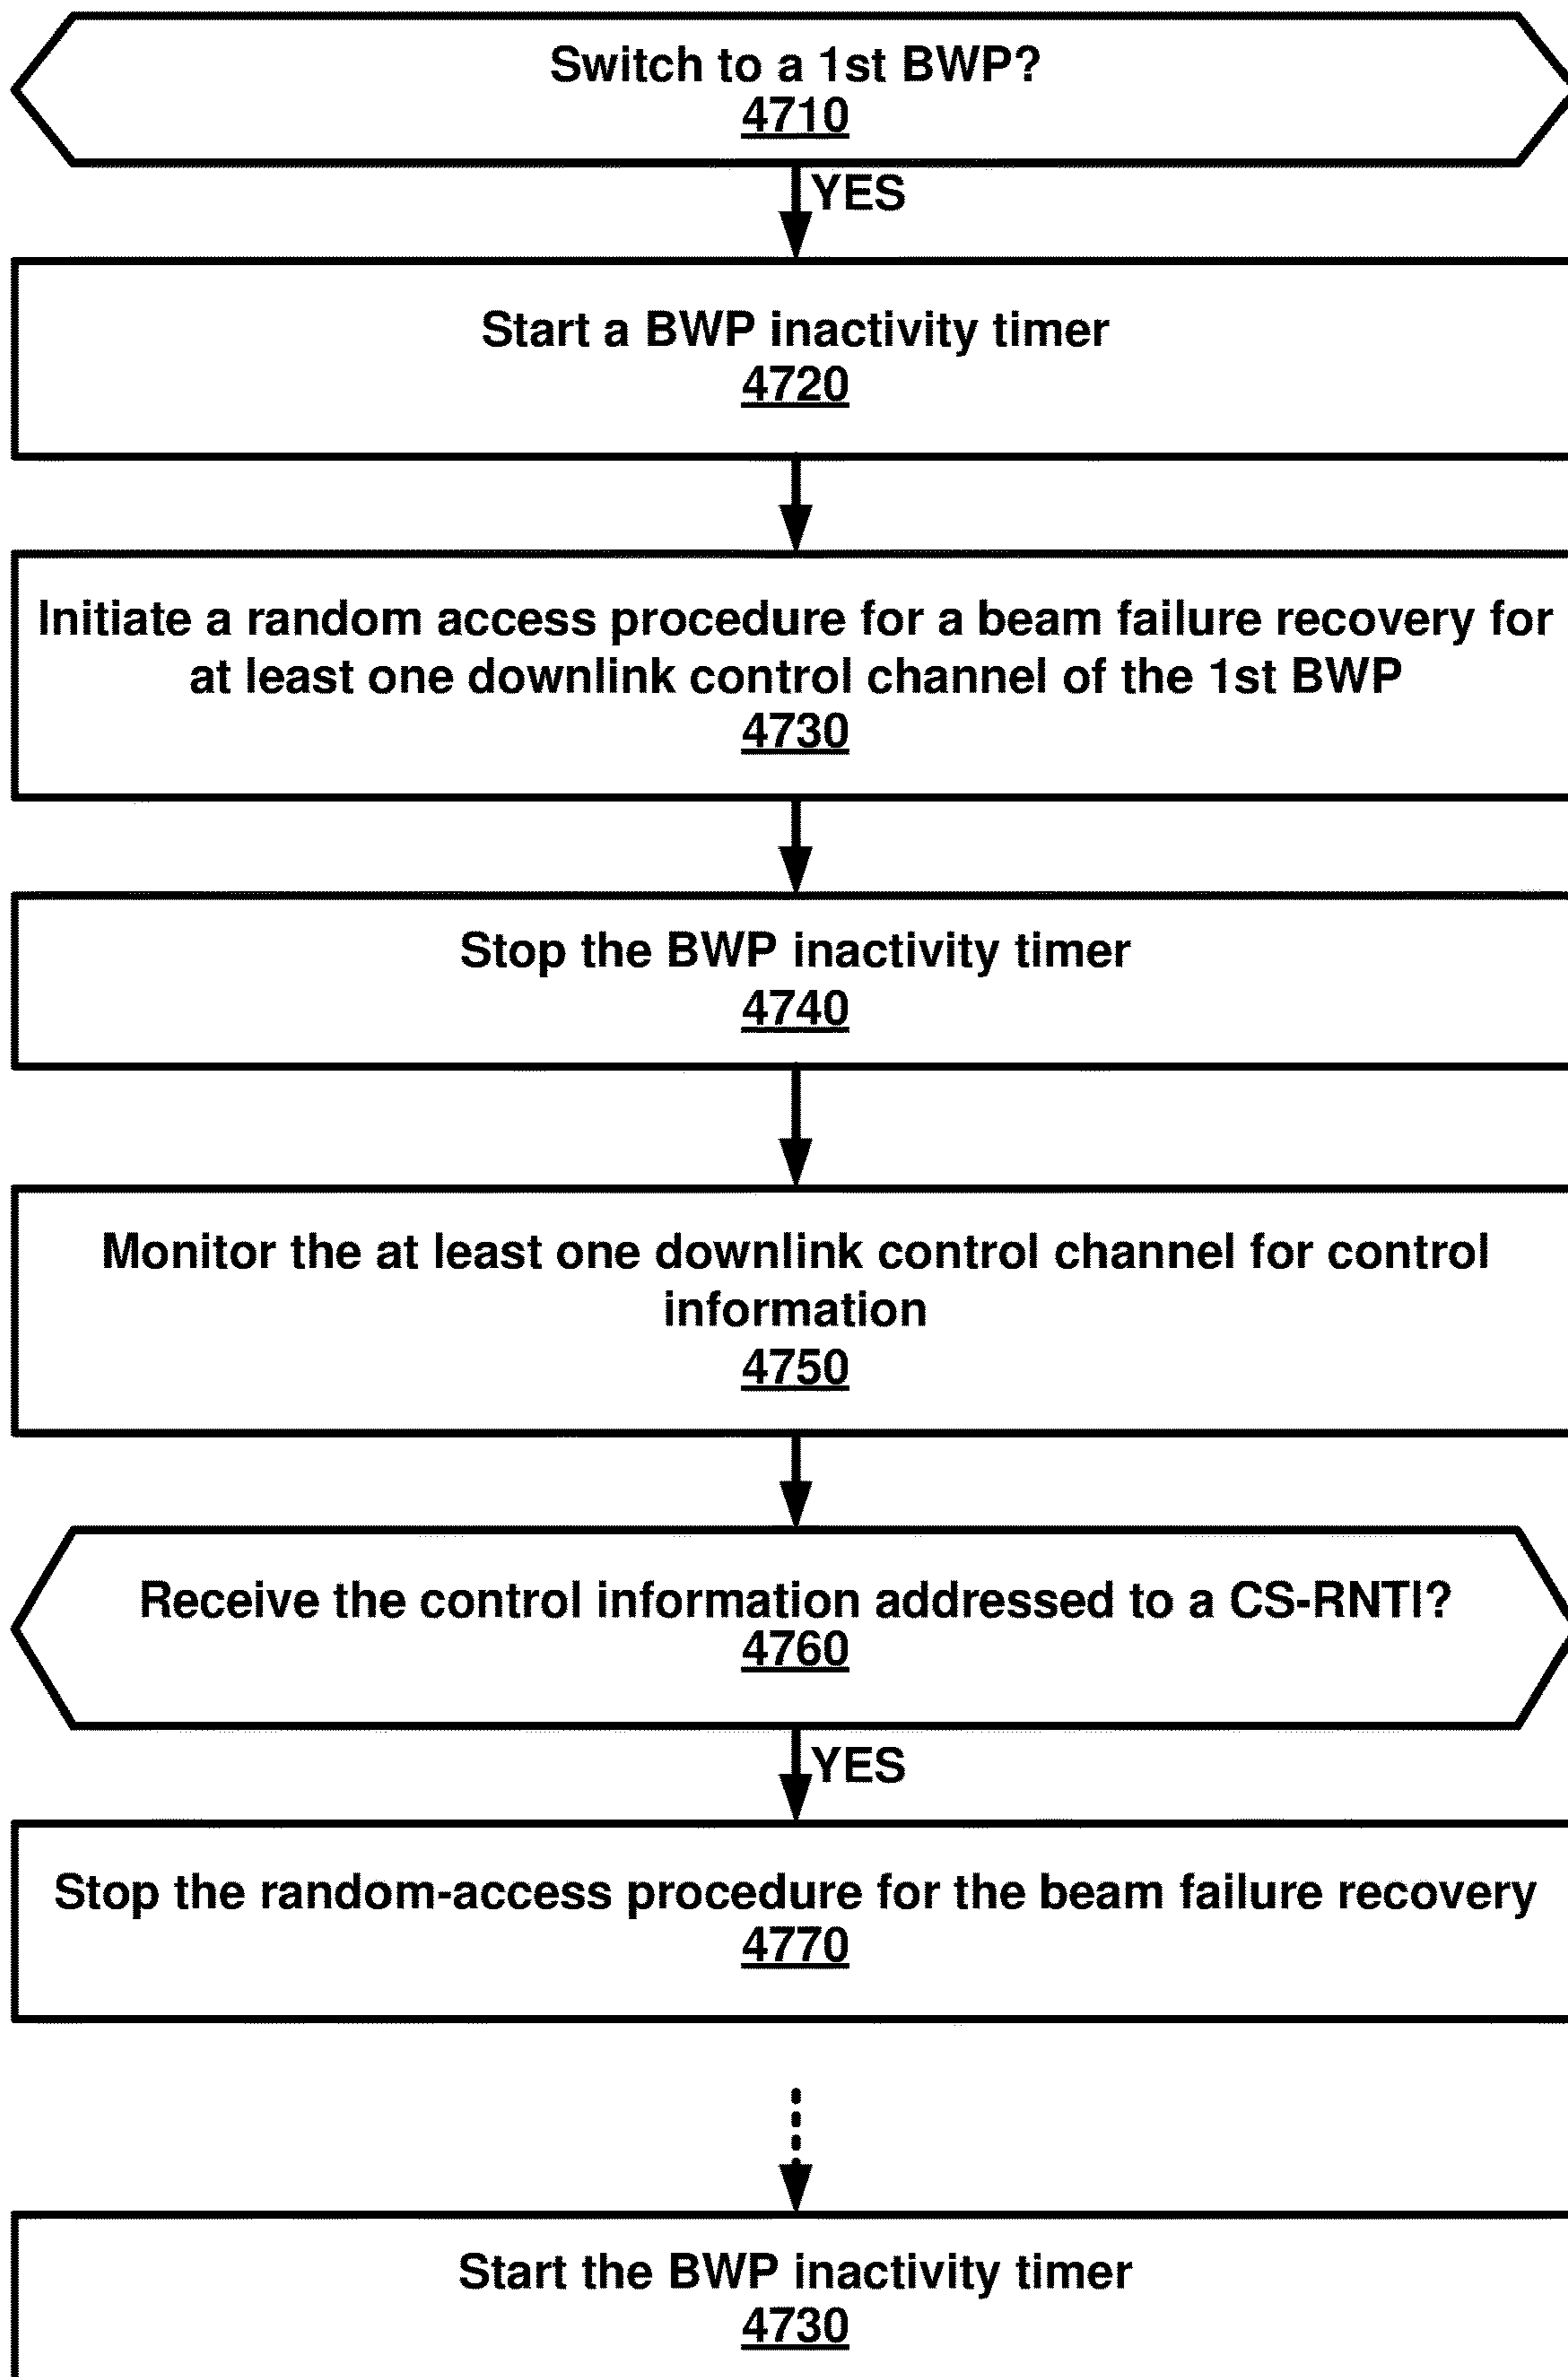 Switch to a 1st BWP?
4710
YES
Start a BWP inactivity timer
4720
Initiate a random access procedure for a beam failure recovery for
at least one downlink control channel of the 1st BWP
4730
Stop the BWP inactivity timer
4740
Monitor the at least one downlink control channel for control
information
4750
Receive the control information addressed to a CS-RNTI?
4760
YES
Stop the random-access procedure for the beam failure recovery
4770
Start the BWP inactivity timer
4730